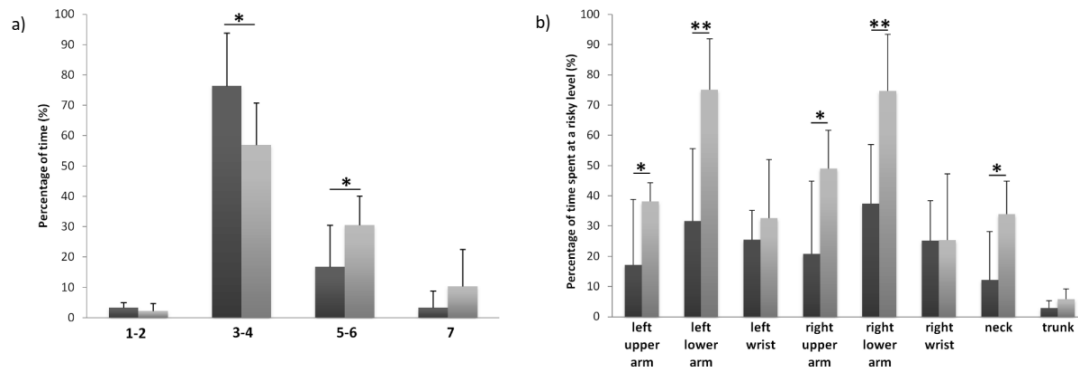 a)
Percentage of time (%)
100
90
80
70
60
50
40
30
20
10
0
*
*
1-2
3-4
5-6
7
b)
Percentage of time spent at a risky level (%)
100
90
80
70
60
50
40
30
20
10
0
*
**
*
**
*
left upper arm
left lower arm
left wrist
right upper arm
right lower arm
right wrist
neck
trunk